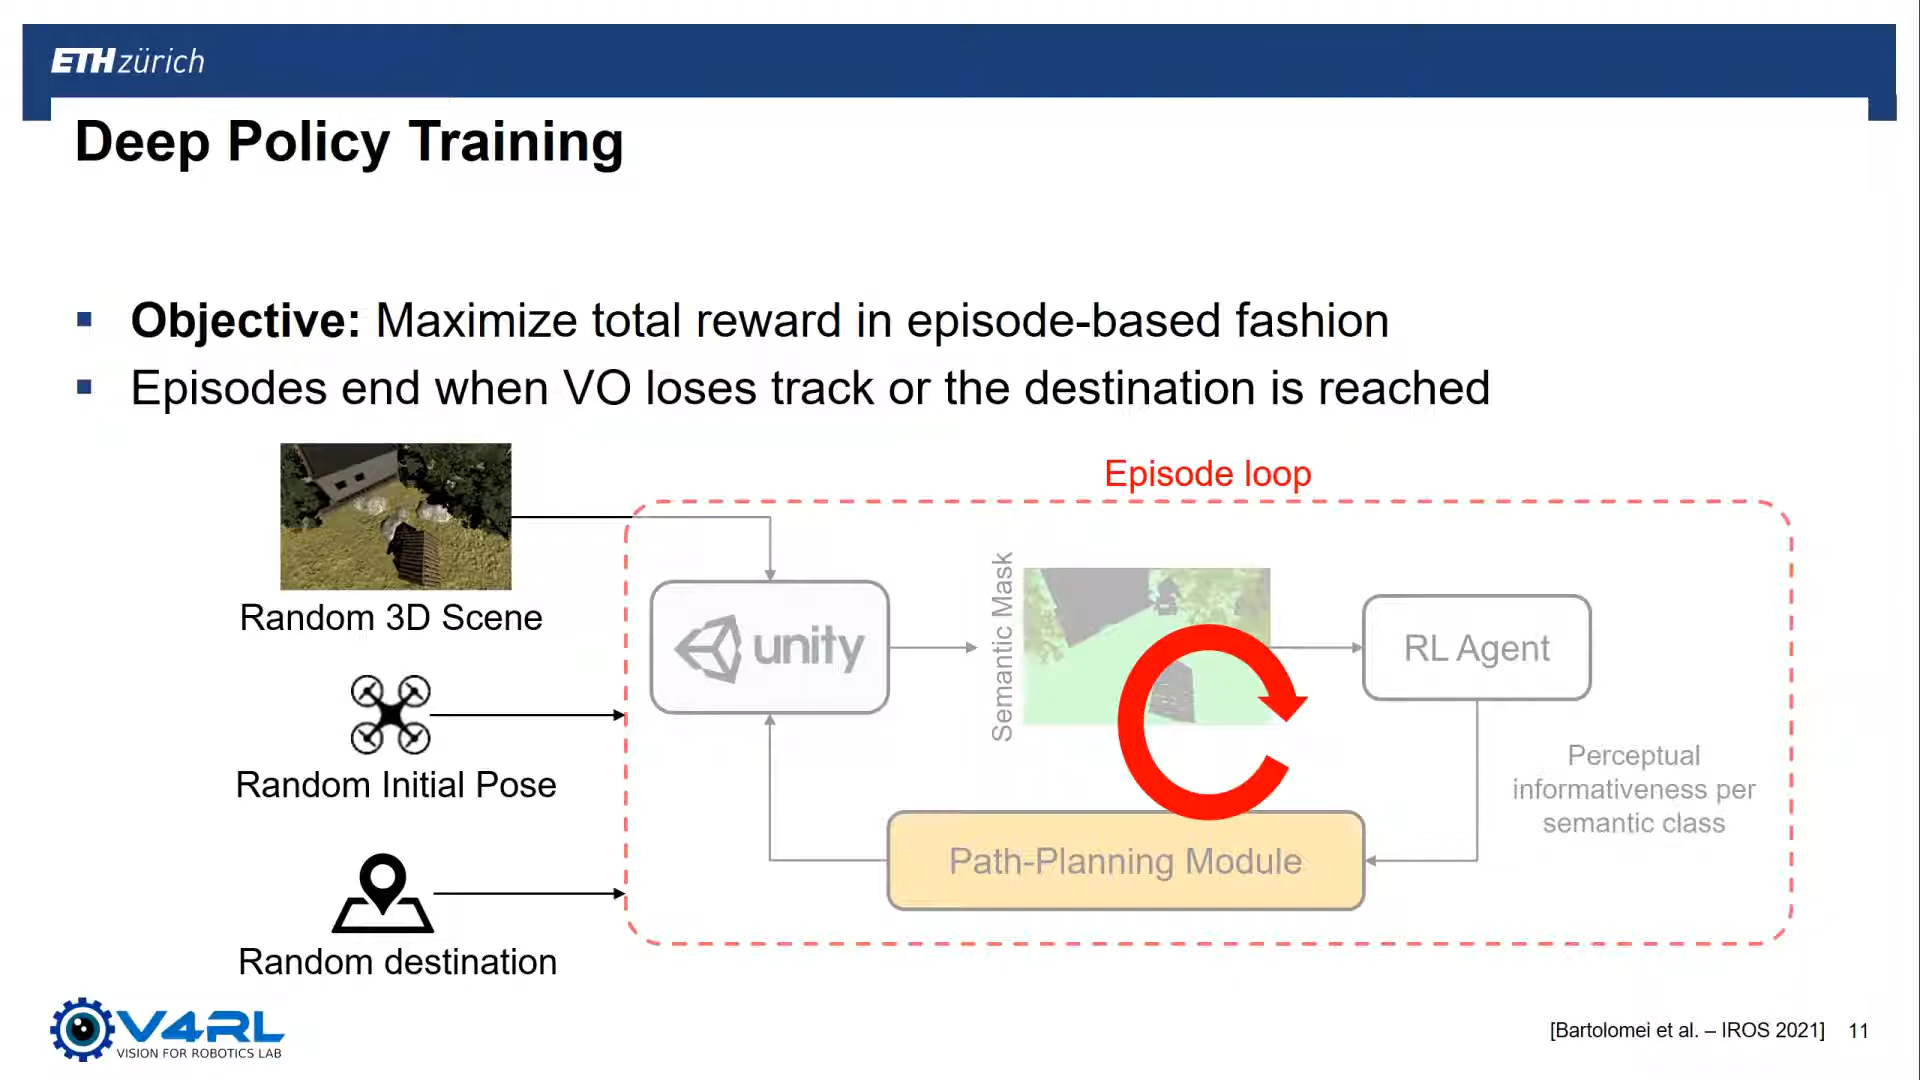 ETH zürich
Deep Policy Training
Objective: Maximize total reward in episode-based fashion
Episodes end when VO loses track or the destination is reached
Episode loop
Random 3D Scene
unity
Semantic Mask
RL Agent
Random Initial Pose
Perceptual
informativeness per
semantic class
Path-Planning Module
Random destination
V4RL
VISION FOR ROBOTICS LAB
[Bartolomei et al. – IROS 2021] 11